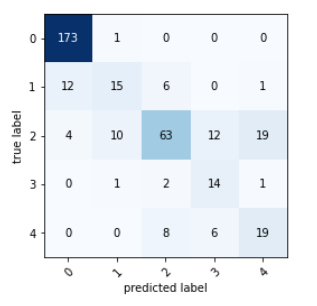 0 173 1 0 0 0
1 12 15 6 0 1
2 4 10 63 12 19
3 0 1 2 14 1
4 0 0 8 6 19
0 1 2 3 4
true label
predicted label